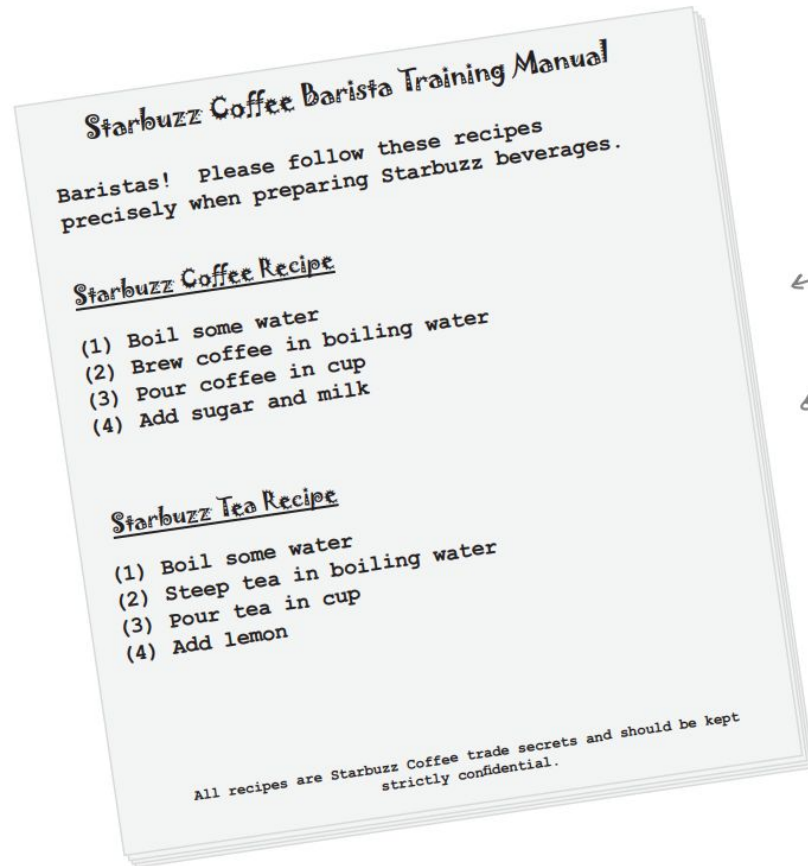 Starbuzz Coffee Barista Training Manual
Baristas!  Please follow these recipes
precisely when preparing Starbuzz beverages.
Starbuzz Coffee Recipe
(1) Boil some water
(2) Brew coffee in boiling water
(3) Pour coffee in cup
(4) Add sugar and milk
Starbuzz Tea Recipe
(1) Boil some water
(2) Steep tea in boiling water
(3) Pour tea in cup
(4) Add lemon
All recipes are Starbuzz Coffee trade secrets and should be kept
strictly confidential.